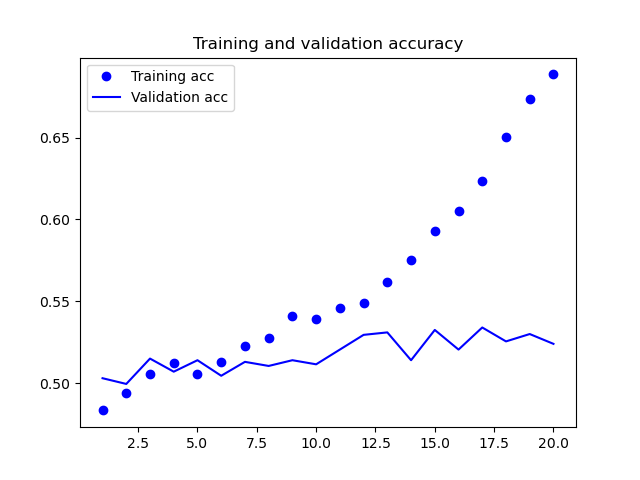 Training and validation accuracy
Training acc
Validation acc
0.65
0.60
0.55
0.50
2.5 5.0 7.5 10.0 12.5 15.0 17.5 20.0